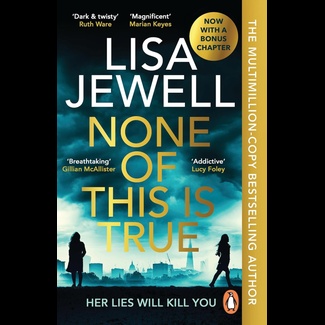 'Dark & twisty'
Ruth Ware
'Magnificent'
Marian Keyes
NOW
WITH A
BONUS
CHAPTER
LISA
JEWELL
NONE
OF
THIS IS
TRUE
'Breathtaking'
Gillian McAllister
'Addictive'
Lucy Foley
HER LIES WILL KILL YOU
THE MULTIMILLION-COPY BESTSELLING AUTHOR